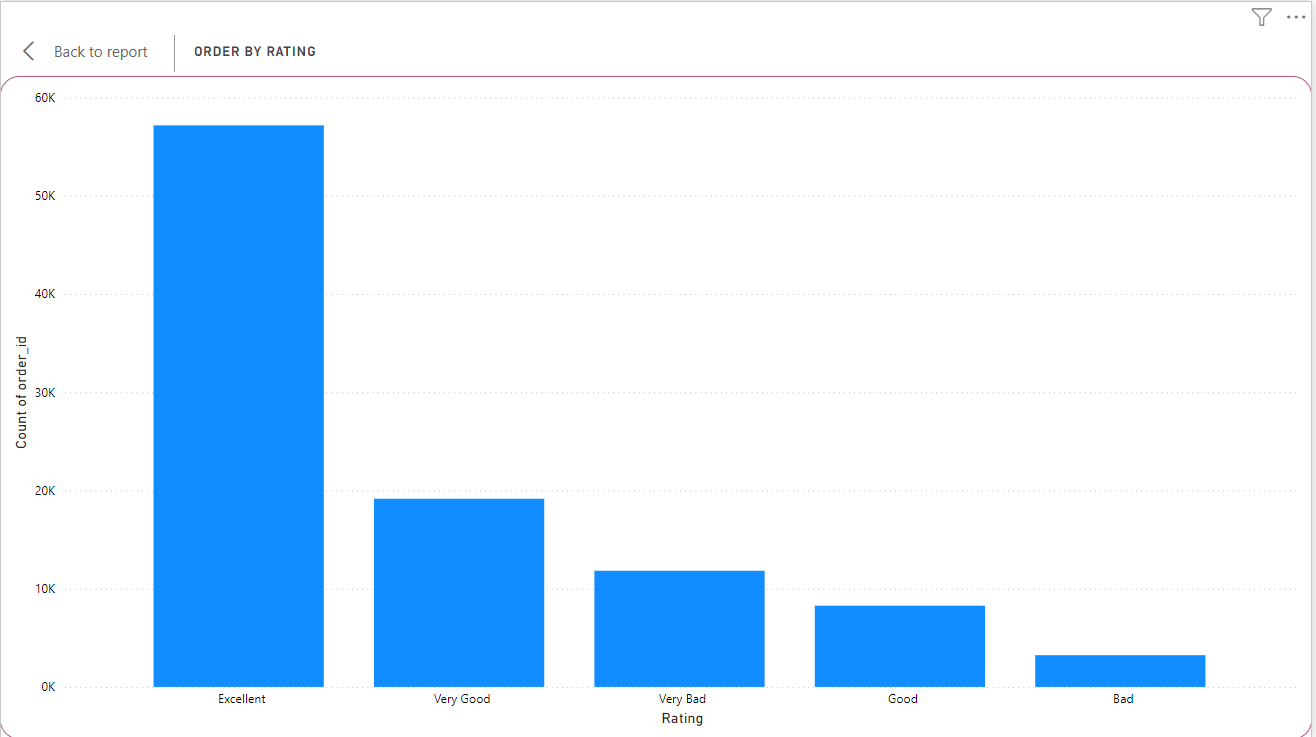 Back to report
ORDER BY RATING
60K
50K
40K
30K
20K
10K
0K
Count of order_id
Excellent Very Good Very Bad Good Bad
Rating